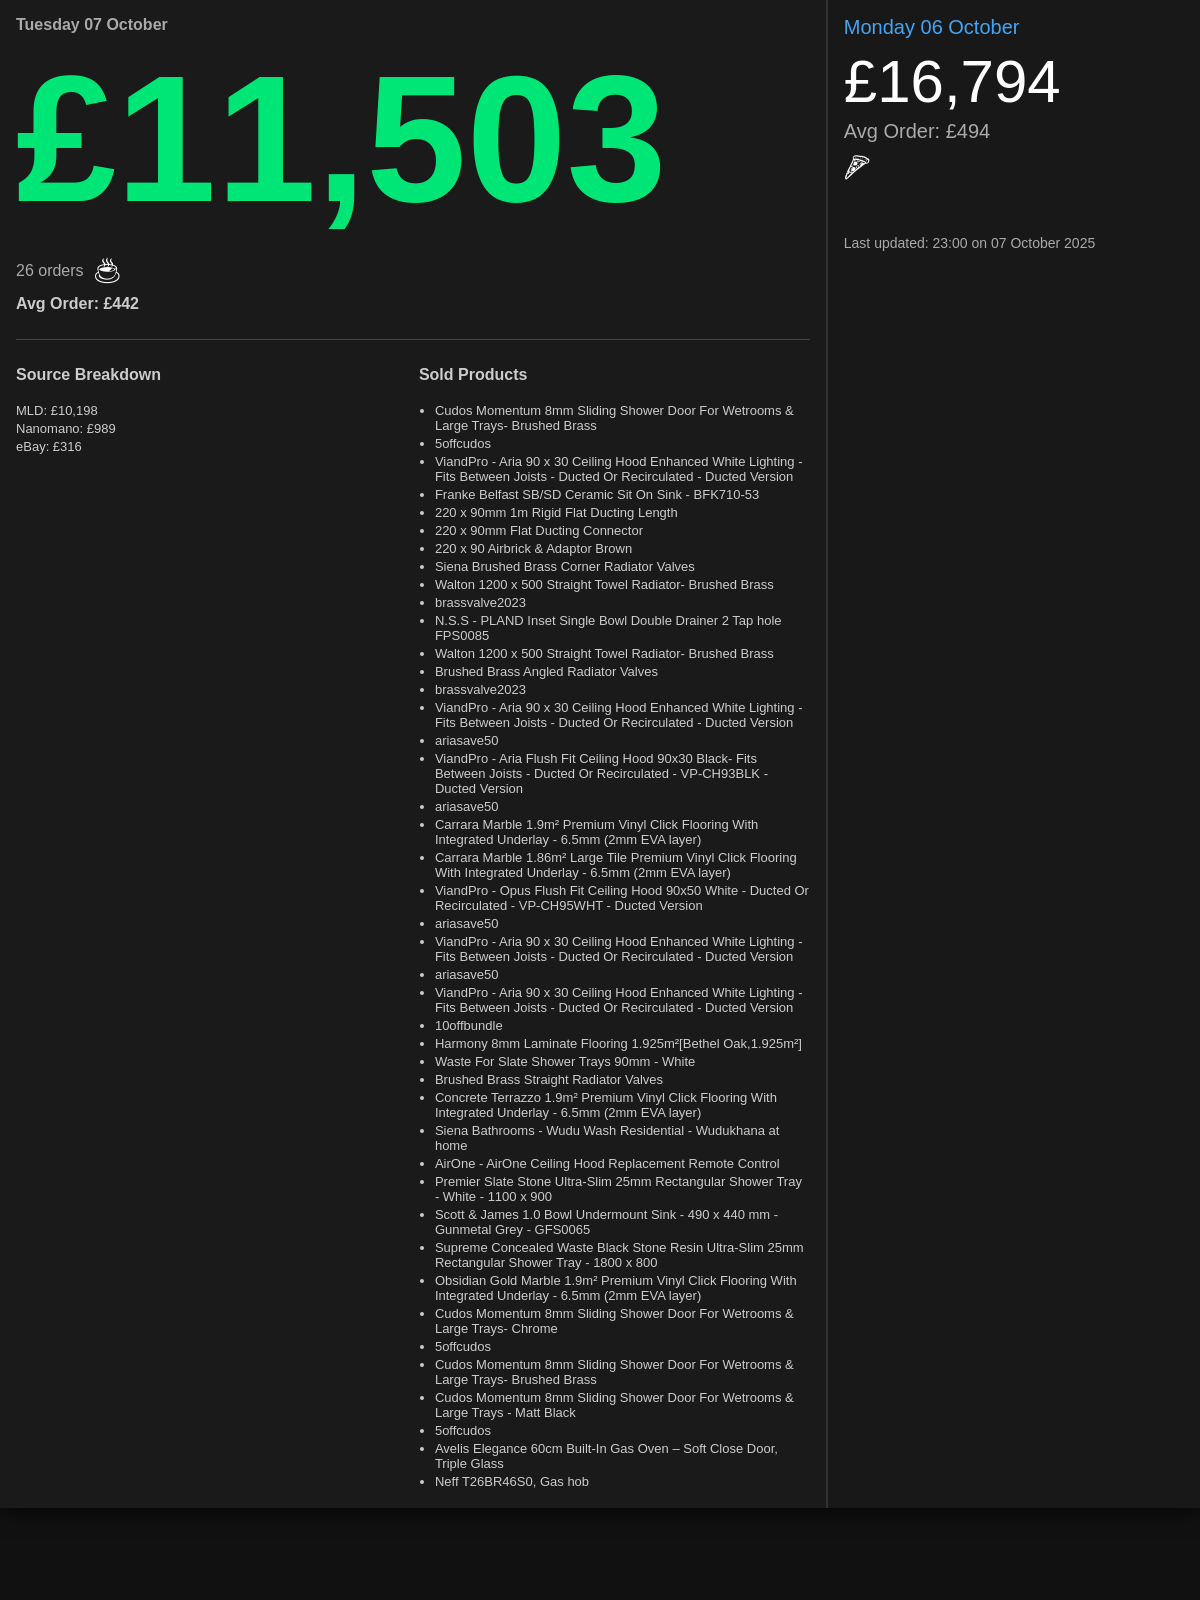 Tuesday 07 October
£11,503
26 orders
Avg Order: £442
Source Breakdown
MLD: £10,198
Nanomano: £989
eBay: £316
Sold Products
Cudos Momentum 8mm Sliding Shower Door For Wetrooms &
Large Trays- Brushed Brass
5offcudos
ViandPro - Aria 90 x 30 Ceiling Hood Enhanced White Lighting -
Fits Between Joists - Ducted Or Recirculated - Ducted Version
Franke Belfast SB/SD Ceramic Sit On Sink - BFK710-53
220 x 90mm 1m Rigid Flat Ducting Length
220 x 90mm Flat Ducting Connector
220 x 90 Airbrick & Adaptor Brown
Siena Brushed Brass Corner Radiator Valves
Walton 1200 x 500 Straight Towel Radiator- Brushed Brass
brassvalve2023
N.S.S - PLAND Inset Single Bowl Double Drainer 2 Tap hole
FPS0085
Walton 1200 x 500 Straight Towel Radiator- Brushed Brass
Brushed Brass Angled Radiator Valves
brassvalve2023
ViandPro - Aria 90 x 30 Ceiling Hood Enhanced White Lighting -
Fits Between Joists - Ducted Or Recirculated - Ducted Version
ariasave50
ViandPro - Aria Flush Fit Ceiling Hood 90x30 Black- Fits
Between Joists - Ducted Or Recirculated - VP-CH93BLK -
Ducted Version
ariasave50
Carrara Marble 1.9m² Premium Vinyl Click Flooring With
Integrated Underlay - 6.5mm (2mm EVA layer)
Carrara Marble 1.86m² Large Tile Premium Vinyl Click Flooring
With Integrated Underlay - 6.5mm (2mm EVA layer)
ViandPro - Opus Flush Fit Ceiling Hood 90x50 White - Ducted Or
Recirculated - VP-CH95WHT - Ducted Version
ariasave50
ViandPro - Aria 90 x 30 Ceiling Hood Enhanced White Lighting -
Fits Between Joists - Ducted Or Recirculated - Ducted Version
ariasave50
ViandPro - Aria 90 x 30 Ceiling Hood Enhanced White Lighting -
Fits Between Joists - Ducted Or Recirculated - Ducted Version
10offbundle
Harmony 8mm Laminate Flooring 1.925m²[Bethel Oak,1.925m²]
Waste For Slate Shower Trays 90mm - White
Brushed Brass Straight Radiator Valves
Concrete Terrazzo 1.9m² Premium Vinyl Click Flooring With
Integrated Underlay - 6.5mm (2mm EVA layer)
Siena Bathrooms - Wudu Wash Residential - Wudukhana at
home
AirOne - AirOne Ceiling Hood Replacement Remote Control
Premier Slate Stone Ultra-Slim 25mm Rectangular Shower Tray
- White - 1100 x 900
Scott & James 1.0 Bowl Undermount Sink - 490 x 440 mm -
Gunmetal Grey - GFS0065
Supreme Concealed Waste Black Stone Resin Ultra-Slim 25mm
Rectangular Shower Tray - 1800 x 800
Obsidian Gold Marble 1.9m² Premium Vinyl Click Flooring With
Integrated Underlay - 6.5mm (2mm EVA layer)
Cudos Momentum 8mm Sliding Shower Door For Wetrooms &
Large Trays- Chrome
5offcudos
Cudos Momentum 8mm Sliding Shower Door For Wetrooms &
Large Trays- Brushed Brass
Cudos Momentum 8mm Sliding Shower Door For Wetrooms &
Large Trays - Matt Black
5offcudos
Avelis Elegance 60cm Built-In Gas Oven – Soft Close Door,
Triple Glass
Neff T26BR46S0, Gas hob
Monday 06 October
£16,794
Avg Order: £494
Last updated: 23:00 on 07 October 2025